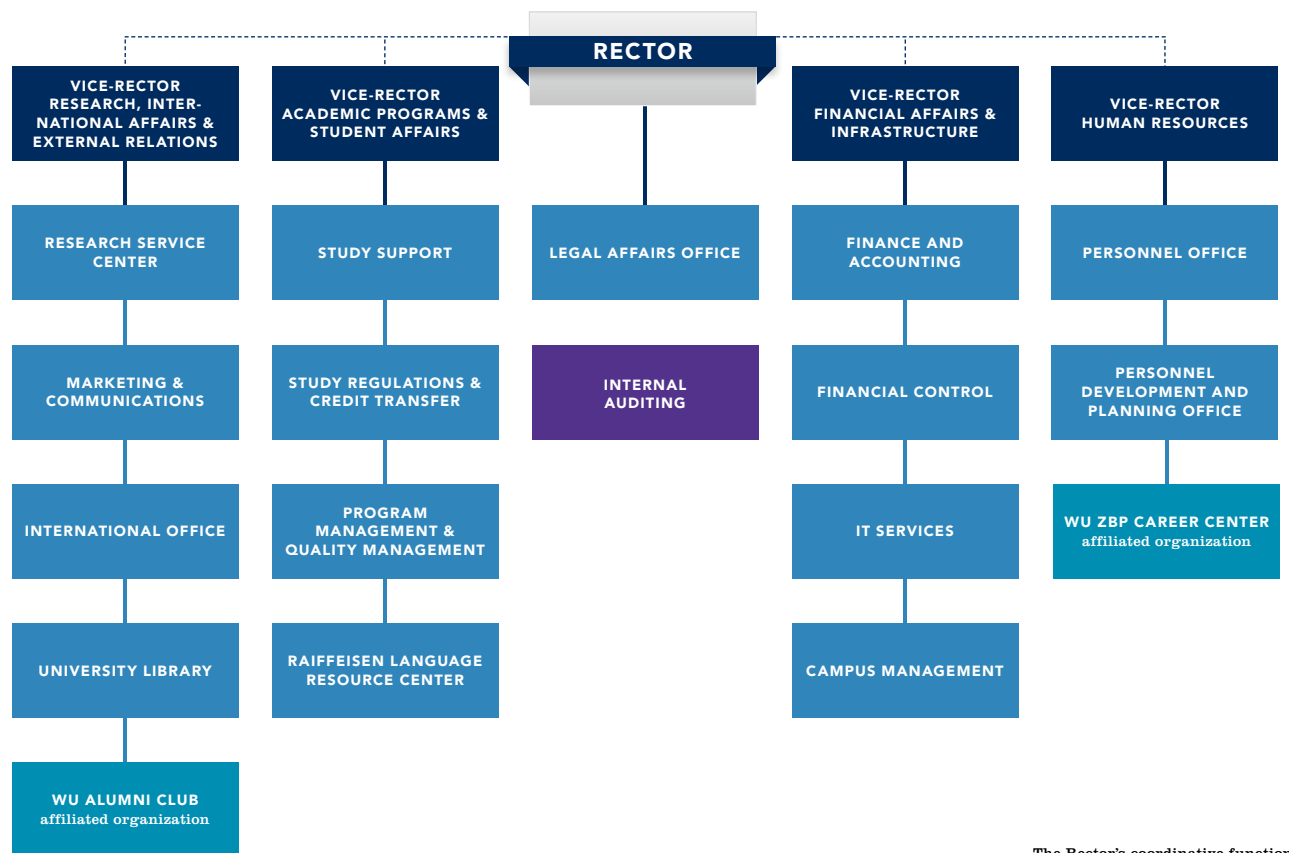 RECTOR
VICE-RECTOR
RESEARCH, INTER-
NATIONAL AFFAIRS &
EXTERNAL RELATIONS
VICE-RECTOR
ACADEMIC PROGRAMS &
STUDENT AFFAIRS
VICE-RECTOR
FINANCIAL AFFAIRS &
INFRASTRUCTURE
VICE-RECTOR
HUMAN RESOURCES
RESEARCH SERVICE
CENTER
STUDY SUPPORT
LEGAL AFFAIRS OFFICE
FINANCE AND
ACCOUNTING
PERSONNEL OFFICE
MARKETING &
COMMUNICATIONS
STUDY REGULATIONS &
CREDIT TRANSFER
INTERNAL
AUDITING
FINANCIAL CONTROL
PERSONNEL
DEVELOPMENT AND
PLANNING OFFICE
INTERNATIONAL OFFICE
PROGRAM
MANAGEMENT &
QUALITY MANAGEMENT
IT SERVICES
WU ZBP CAREER CENTER
affiliated organization
UNIVERSITY LIBRARY
RAIFFEISEN LANGUAGE
RESOURCE CENTER
CAMPUS MANAGEMENT
WU ALUMNI CLUB
affiliated organization
The Rector's coordinative function